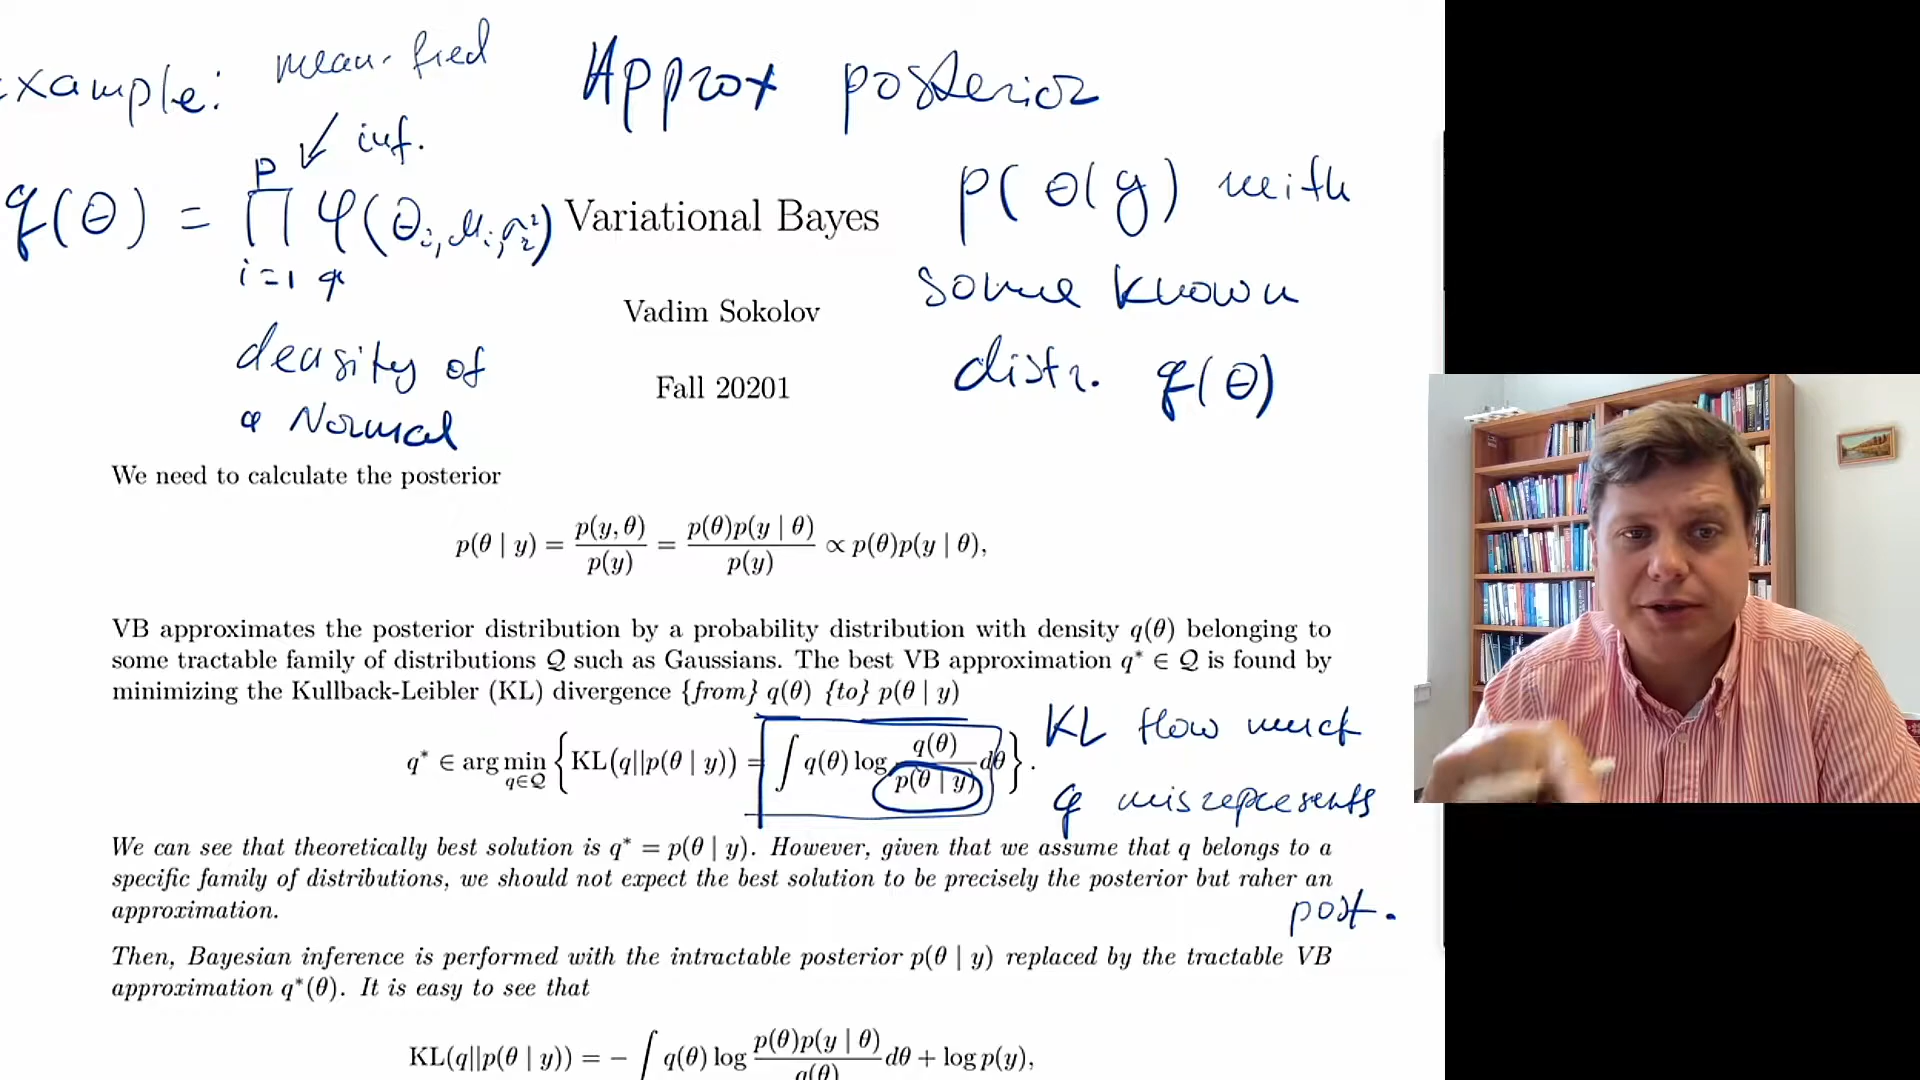 example: mean-fied
inf.
q(θ) = ∏ φ(θᵢ, μᵢ, σᵢ²)
p
i=1
density of
a Normal
Approx posterior
p(θ|y) with
some known
distr. q(θ)
Variational Bayes
Vadim Sokolov
Fall 20201
We need to calculate the posterior
p(θ | y) = p(y, θ) / p(y) = p(θ)p(y | θ) / p(y) ∝ p(θ)p(y | θ),
VB approximates the posterior distribution by a probability distribution with density q(θ) belonging to
some tractable family of distributions Q such as Gaussians. The best VB approximation q* ∈ Q is found by
minimizing the Kullback-Leibler (KL) divergence {from} q(θ) {to} p(θ | y)
q* ∈ arg min q∈Q { KL(q||p(θ | y)) = ∫ q(θ) log q(θ) / p(θ | y) dθ } .
KL How much
q misrepresents
post.
We can see that theoretically best solution is q* = p(θ | y). However, given that we assume that q belongs to a
specific family of distributions, we should not expect the best solution to be precisely the posterior but raher an
approximation.
Then, Bayesian inference is performed with the intractable posterior p(θ | y) replaced by the tractable VB
approximation q*(θ). It is easy to see that
KL(q||p(θ | y)) = − ∫ q(θ) log p(θ)p(y | θ) / q(θ) dθ + log p(y),